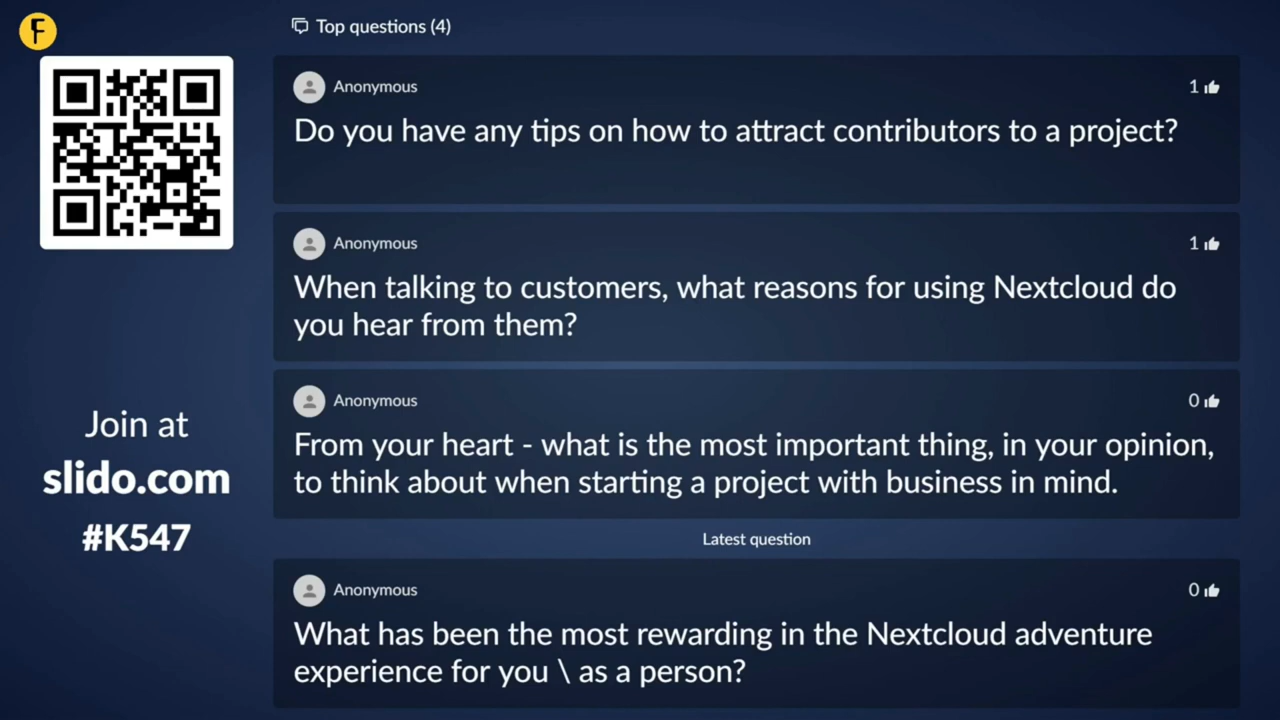 F
Top questions (4)
Anonymous
1
Do you have any tips on how to attract contributors to a project?
Anonymous
1
When talking to customers, what reasons for using Nextcloud do
you hear from them?
Anonymous
0
From your heart - what is the most important thing, in your opinion,
to think about when starting a project with business in mind.
Latest question
Anonymous
0
What has been the most rewarding in the Nextcloud adventure
experience for you \ as a person?
Join at
slido.com
#K547